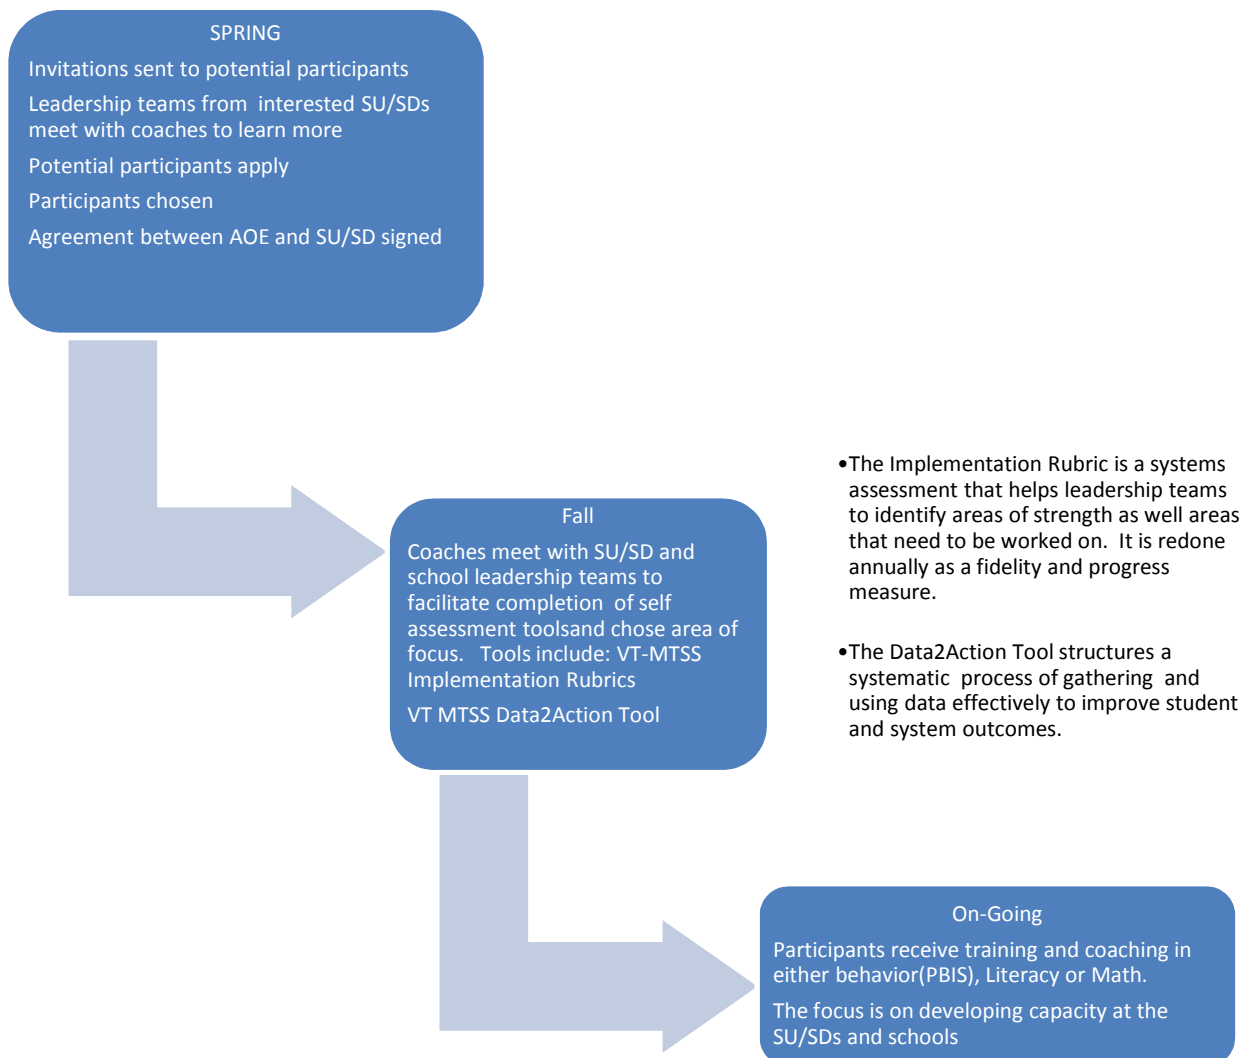 SPRING
Invitations sent to potential participants
Leadership teams from  interested SU/SDs
meet with coaches to learn more
Potential participants apply
Participants chosen
Agreement between AOE and SU/SD signed
Fall
Coaches meet with SU/SD and
school leadership teams to
facilitate completion  of self
assessment toolsand chose area of
focus.   Tools include: VT-MTSS
Implementation Rubrics
VT MTSS Data2Action Tool
•The Implementation Rubric is a systems
assessment that helps leadership teams
to identify areas of strength as well areas
that need to be worked on.  It is redone
annually as a fidelity and progress
measure.
•The Data2Action Tool structures a
systematic  process of gathering  and
using data effectively to improve student
and system outcomes.
On-Going
Participants receive training and coaching in
either behavior(PBIS), Literacy or Math.
The focus is on developing capacity at the
SU/SDs and schools